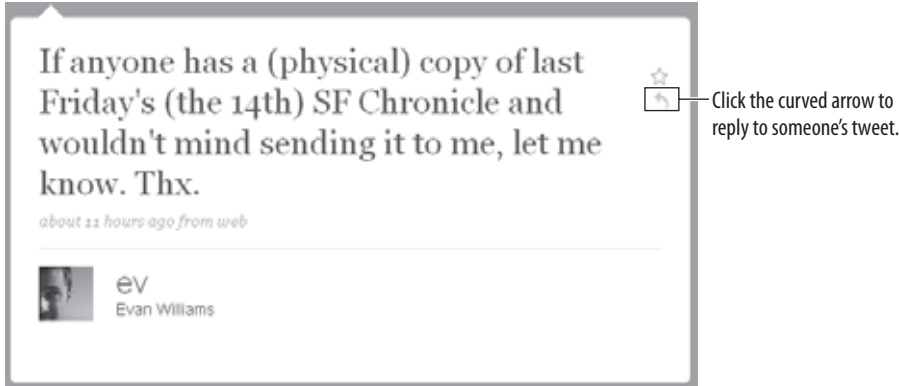 If anyone has a (physical) copy of last
Friday's (the 14th) SF Chronicle and
wouldn't mind sending it to me, let me
know. Thx.
about 11 hours ago from web
ev
Evan Williams
Click the curved arrow to
reply to someone’s tweet.